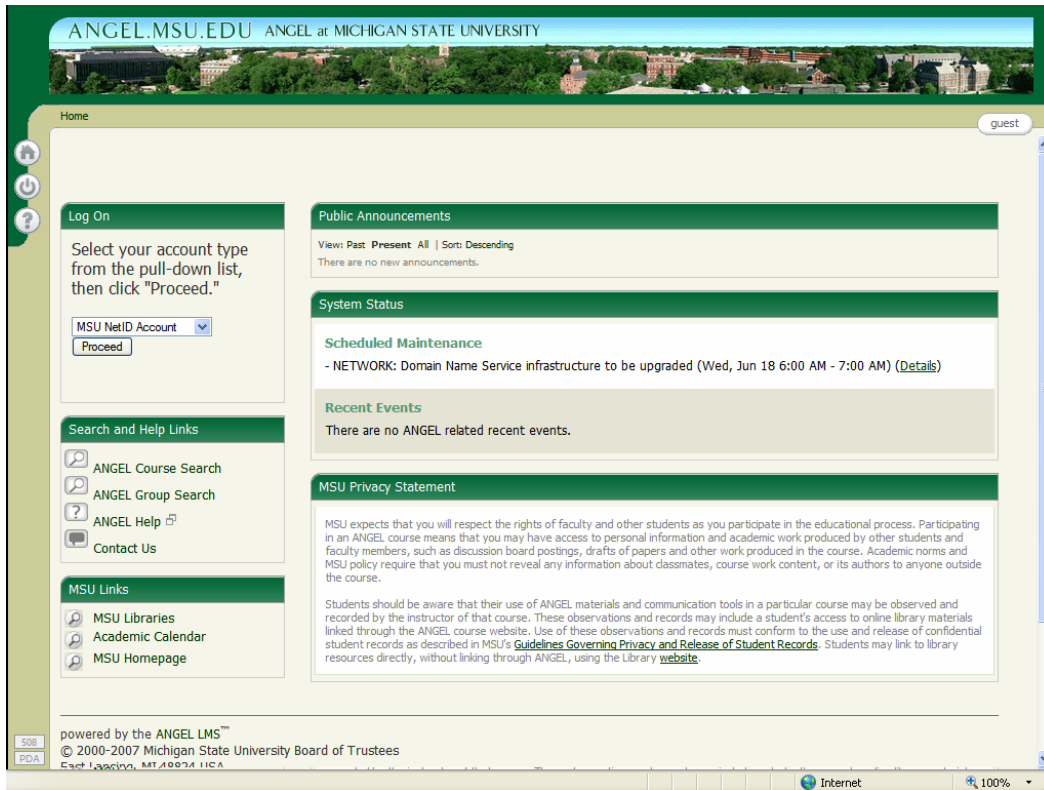 ANGEL.MSU.EDU ANGEL at MICHIGAN STATE UNIVERSITY
Home
guest
Log On
Select your account type
from the pull-down list,
then click "Proceed."
MSU NetID Account
Proceed
Search and Help Links
ANGEL Course Search
ANGEL Group Search
ANGEL Help
Contact Us
MSU Links
MSU Libraries
Academic Calendar
MSU Homepage
Public Announcements
View: Past Present All | Sort: Descending
There are no new announcements.
System Status
Scheduled Maintenance
- NETWORK: Domain Name Service infrastructure to be upgraded (Wed, Jun 18 6:00 AM - 7:00 AM) (Details)
Recent Events
There are no ANGEL related recent events.
MSU Privacy Statement
MSU expects that you will respect the rights of faculty and other students as you participate in the educational process. Participating
in an ANGEL course means that you may have access to personal information and academic work produced by other students and
faculty members, such as discussion board postings, drafts of papers and other work produced in the course. Academic norms and
MSU policy require that you must not reveal any information about classmates, course work content, or its authors to anyone outside
the course.
Students should be aware that their use of ANGEL materials and communication tools in a particular course may be observed and
recorded by the instructor of that course. These observations and records may include a student's access to online library materials
linked through the ANGEL course website. Use of these observations and records must conform to the use and release of confidential
student records as described in MSU's Guidelines Governing Privacy and Release of Student Records. Students may link to library
resources directly, without linking through ANGEL, using the Library website.
508
PDA
powered by the ANGEL LMS™
© 2000-2007 Michigan State University Board of Trustees
East Lansing, MI 48824 USA
Internet
100%